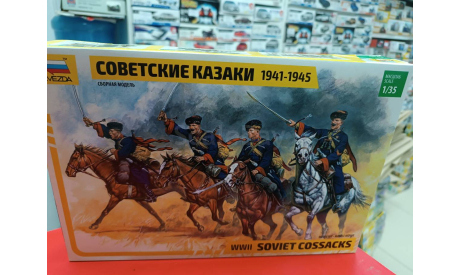 ZVEZDA
СОВЕТСКИЕ КАЗАКИ 1941-1945
СБОРНАЯ МОДЕЛЬ
1/35
WWII SOVIET COSSACKS